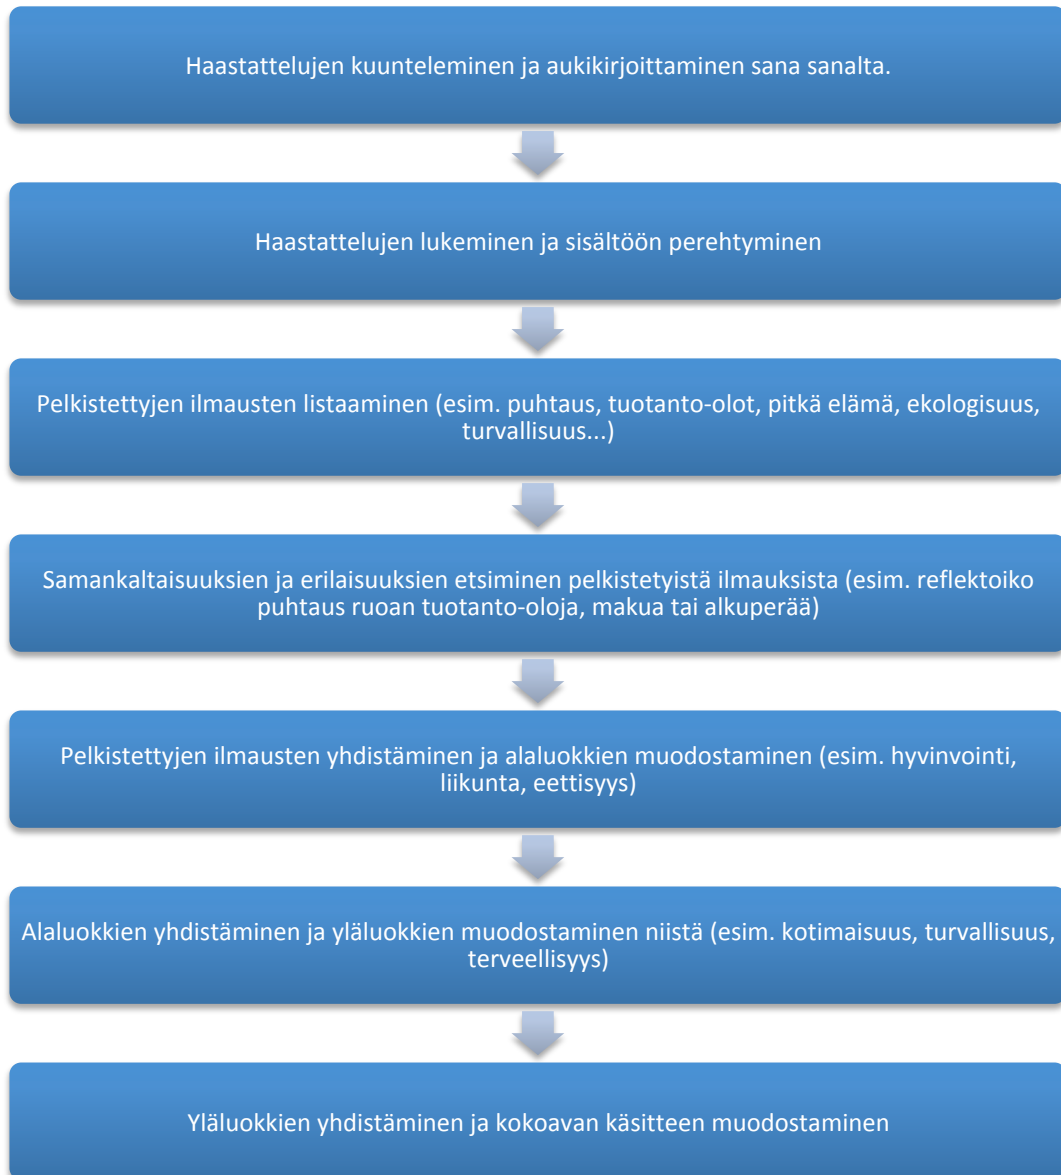 Haastattelujen kuunteleminen ja aukikirjoittaminen sana sanalta.
Haastattelujen lukeminen ja sisältöön perehtyminen
Pelkistettyjen ilmausten listaaminen (esim. puhtaus, tuotanto-olot, pitkä elämä, ekologisuus,
turvallisuus...)
Samankaltaisuuksien ja erilaisuuksien etsiminen pelkistetyistä ilmauksista (esim. reflektoiko
puhtaus ruoan tuotanto-oloja, makua tai alkuperää)
Pelkistettyjen ilmausten yhdistäminen ja alaluokkien muodostaminen (esim. hyvinvointi,
liikunta, eettisyys)
Alaluokkien yhdistäminen ja yläluokkien muodostaminen niistä (esim. kotimaisuus, turvallisuus,
terveellisyys)
Yläluokkien yhdistäminen ja kokoavan käsitteen muodostaminen